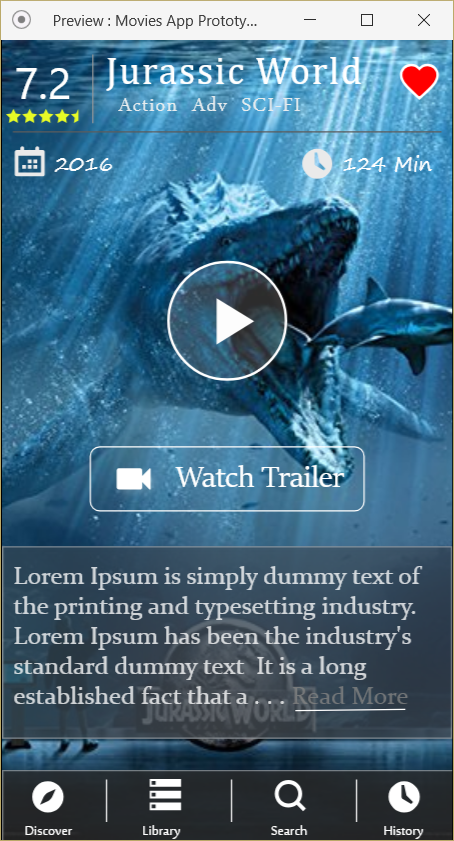 Preview : Movies App Prototy...
7.2
Jurassic World
Action Adv SCI-FI
2016
124 Min
Watch Trailer
Lorem Ipsum is simply dummy text of
the printing and typesetting industry.
Lorem Ipsum has been the industry's
standard dummy text It is a long
established fact that a . . . Read More
JURASSIC WORLD
Discover
Library
Search
History